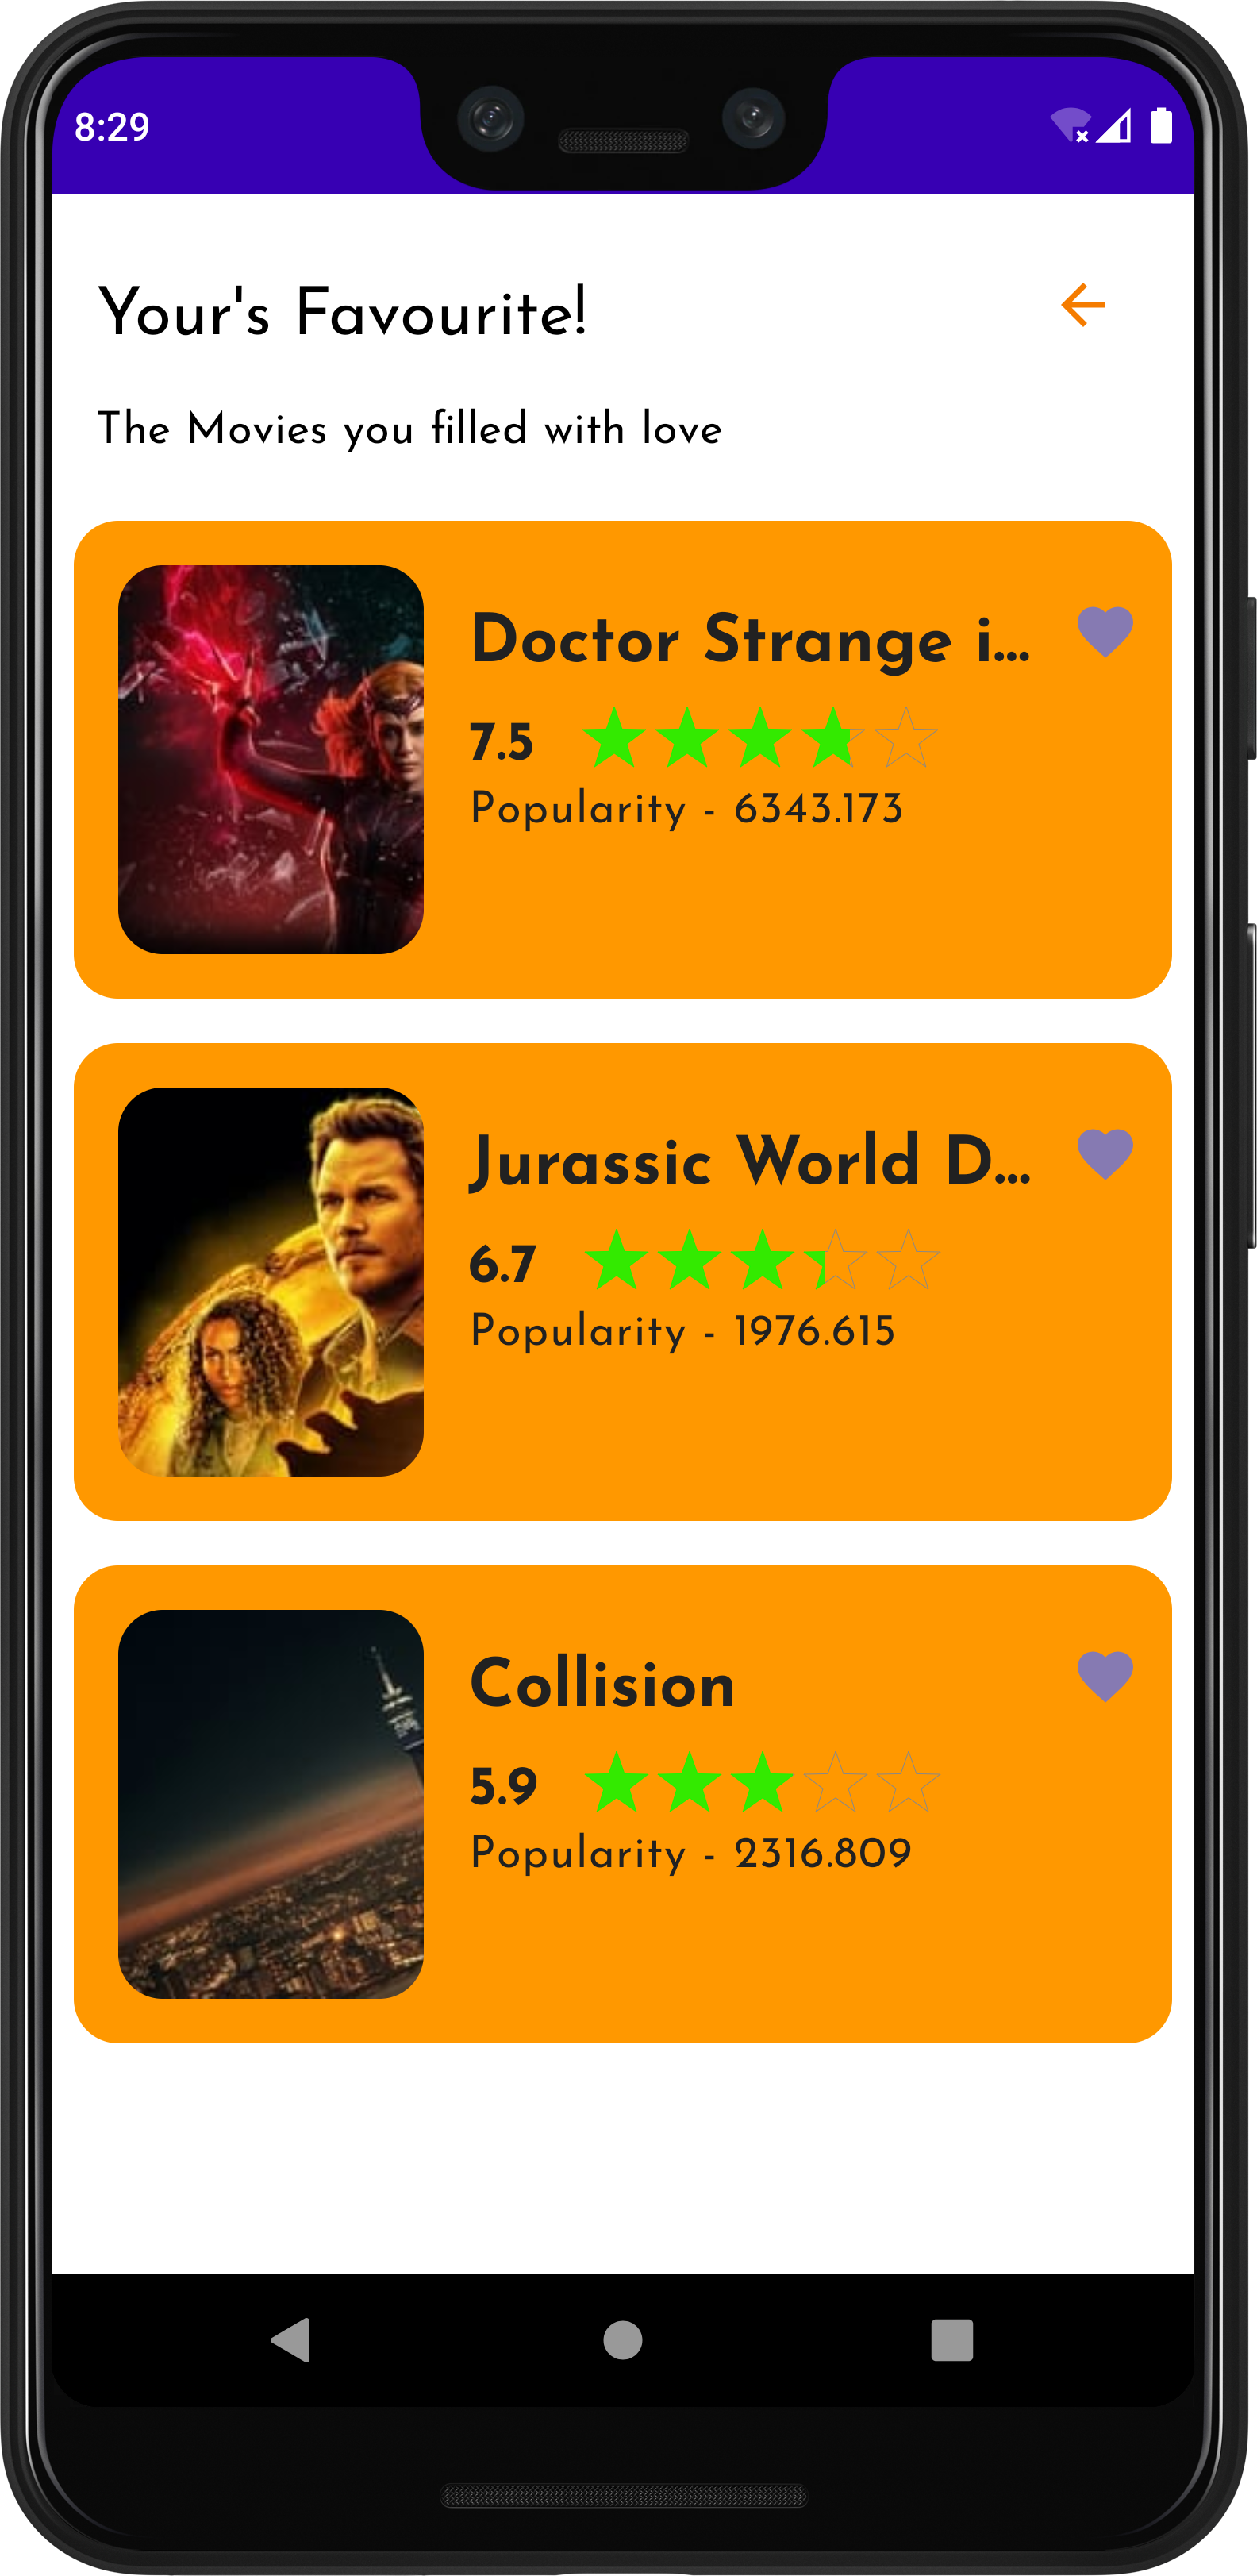 8:29
Your's Favourite!
The Movies you filled with love
Doctor Strange i...
7.5
Popularity - 6343.173
Jurassic World D...
6.7
Popularity - 1976.615
Collision
5.9
Popularity - 2316.809